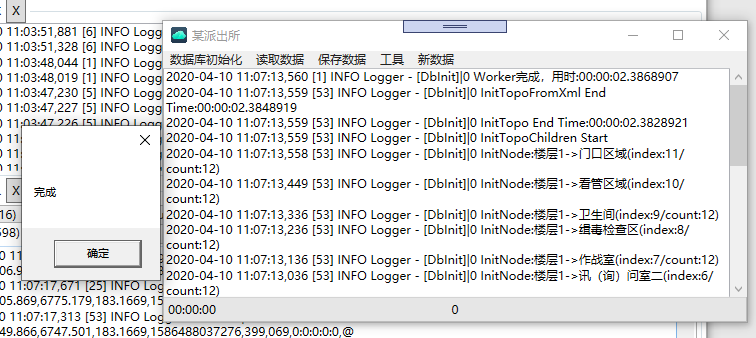 X
0 11:03:51,881 [6] INFO Logg
0 11:03:51,328 [6] INFO Logg
0 11:03:48,044 [1] INFO Logg
0 11:03:48,019 [1] INFO Logg
0 11:03:47,230 [5] INFO Logg
0 11:03:47,227 [5] INFO Logg
0 11:03:47,226 [5] INFO Logg
完成
确定
X
16)
698)
某派出所
数据库初始化 读取数据 保存数据 工具 新数据
2020-04-10 11:07:13,560 [1] INFO Logger - [DbInit]|0 Worker完成，用时:00:00:02.3868907
2020-04-10 11:07:13,559 [53] INFO Logger - [DbInit]|0 InitTopoFromXml End
Time:00:00:02.3848919
2020-04-10 11:07:13,559 [53] INFO Logger - [DbInit]|0 InitTopo End Time:00:00:02.3828921
2020-04-10 11:07:13,559 [53] INFO Logger - [DbInit]|0 InitTopoChildren Start
2020-04-10 11:07:13,558 [53] INFO Logger - [DbInit]|0 InitNode:楼层1->门口区域(index:11/
count:12)
2020-04-10 11:07:13,449 [53] INFO Logger - [DbInit]|0 InitNode:楼层1->看管区域(index:10/
count:12)
2020-04-10 11:07:13,336 [53] INFO Logger - [DbInit]|0 InitNode:楼层1->卫生间(index:9/count:12)
2020-04-10 11:07:13,236 [53] INFO Logger - [DbInit]|0 InitNode:楼层1->缉毒检查区(index:8/
count:12)
2020-04-10 11:07:13,136 [53] INFO Logger - [DbInit]|0 InitNode:楼层1->作战室(index:7/count:12)
2020-04-10 11:07:13,036 [53] INFO Logger - [DbInit]|0 InitNode:楼层1->讯（询）问室二(index:6/
count:12)
00:00:00 0
0 11:07:17,671 [25] INFO Logg
05.869,6775.179,183.1669,15
0 11:07:17,313 [53] INFO Logg
49.866,6747.501,183.1669,1586488037276,399,069,0:0:0:0:0,@